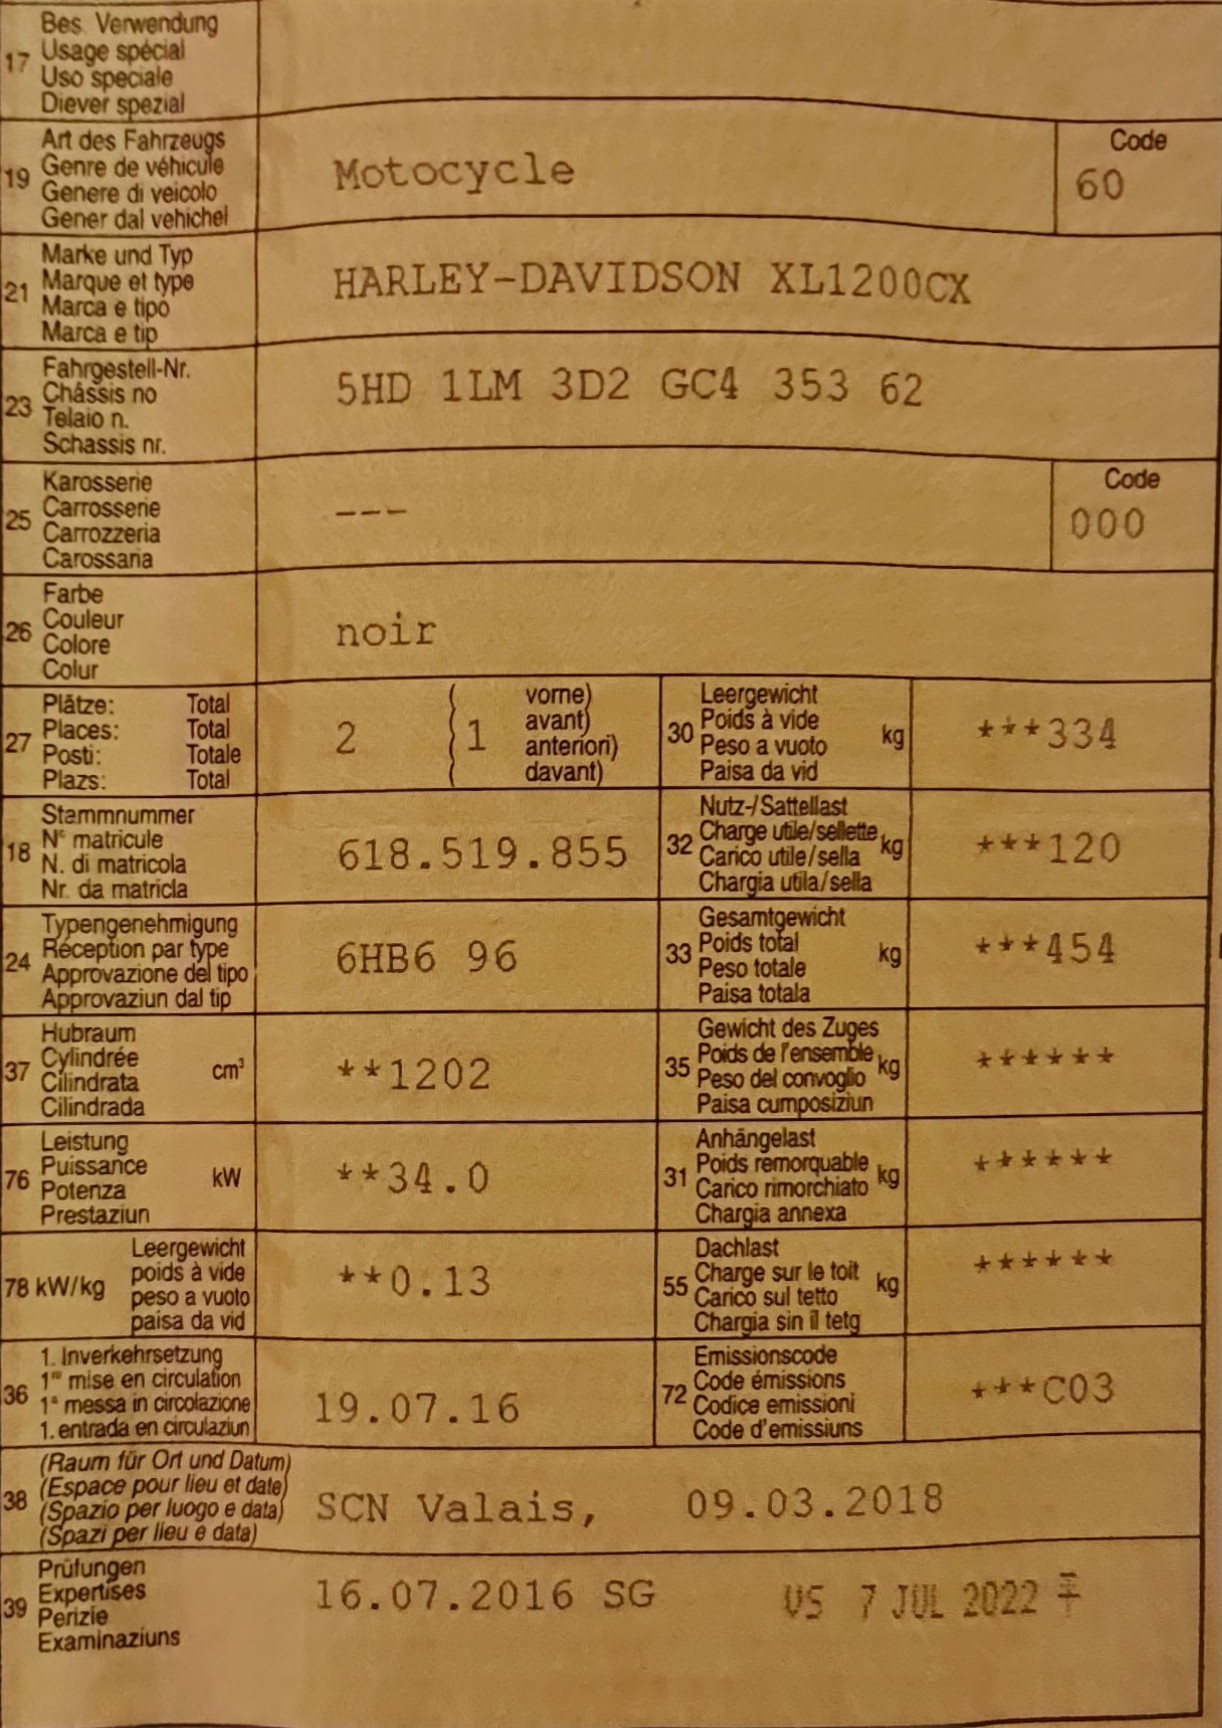 17 Bes. Verwendung
Usage spécial
Uso speciale
Diever spezial
19 Art des Fahrzeugs
Genre de véhicule
Genere di veicolo
Gener dal vehichel
Motocycle
Code
60
21 Marke und Typ
Marque et type
Marca e tipo
Marca e tip
HARLEY-DAVIDSON XL1200CX
23 Fahrgestell-Nr.
Châssis no
Telaio n.
Schassis nr.
5HD 1LM 3D2 GC4 353 62
25 Karosserie
Carrosserie
Carrozzeria
Carossaria
---
Code
000
26 Farbe
Couleur
Colore
Colur
noir
27 Plätze: Total
Places: Total
Posti: Totale
Plazs: Total
2 ( 1 vorne)
( avant)
( anteriori)
( davant)
30 Leergewicht
Poids à vide
Peso a vuoto
Paisa da vid
kg
***334
18 Stammnummer
N° matricule
N. di matricola
Nr. da matricla
618.519.855
32 Nutz-/Sattellast
Charge utile/sellette
Carico utile/sella
Chargia utila/sella
kg
***120
24 Typengenehmigung
Réception par type
Approvazione del tipo
Approvaziun dal tip
6HB6 96
33 Gesamtgewicht
Poids total
Peso totale
Paisa totala
kg
***454
37 Hubraum
Cylindrée
Cilindrata
Cilindrada
cm³
**1202
35 Gewicht des Zuges
Poids de l'ensemble
Peso del convoglio
Paisa cumposiziun
kg
******
76 Leistung
Puissance
Potenza
Prestaziun
kW
**34.0
31 Anhängelast
Poids remorquable
Carico rimorchiato
Chargia annexa
kg
******
78 kW/kg Leergewicht
poids à vide
peso a vuoto
paisa da vid
**0.13
55 Dachlast
Charge sur le toit
Carico sul tetto
Chargia sin il tetg
kg
******
36 1. Inverkehrsetzung
1re mise en circulation
1a messa in circolazione
1. entrada en circulaziun
19.07.16
72 Emissionscode
Code émissions
Codice emissioni
Code d'emissiuns
***C03
38 (Raum für Ort und Datum)
(Espace pour lieu et date)
(Spazio per luogo e data)
(Spazi per lieu e data)
SCN Valais, 09.03.2018
39 Prüfungen
Expertises
Perizie
Examinaziuns
16.07.2016 SG
VS 7 JUL 2022